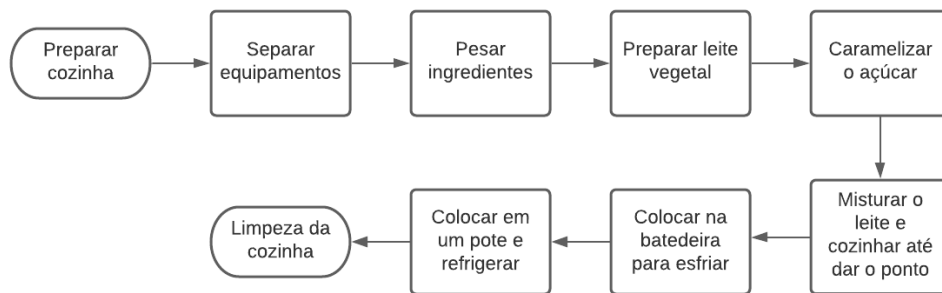 Preparar
cozinha
Separar
equipamentos
Pesar
ingredientes
Preparar leite
vegetal
Caramelizar
o açúcar
Misturar o
leite e
cozinhar até
dar o ponto
Colocar na
batedeira
para esfriar
Colocar em
um pote e
refrigerar
Limpeza da
cozinha